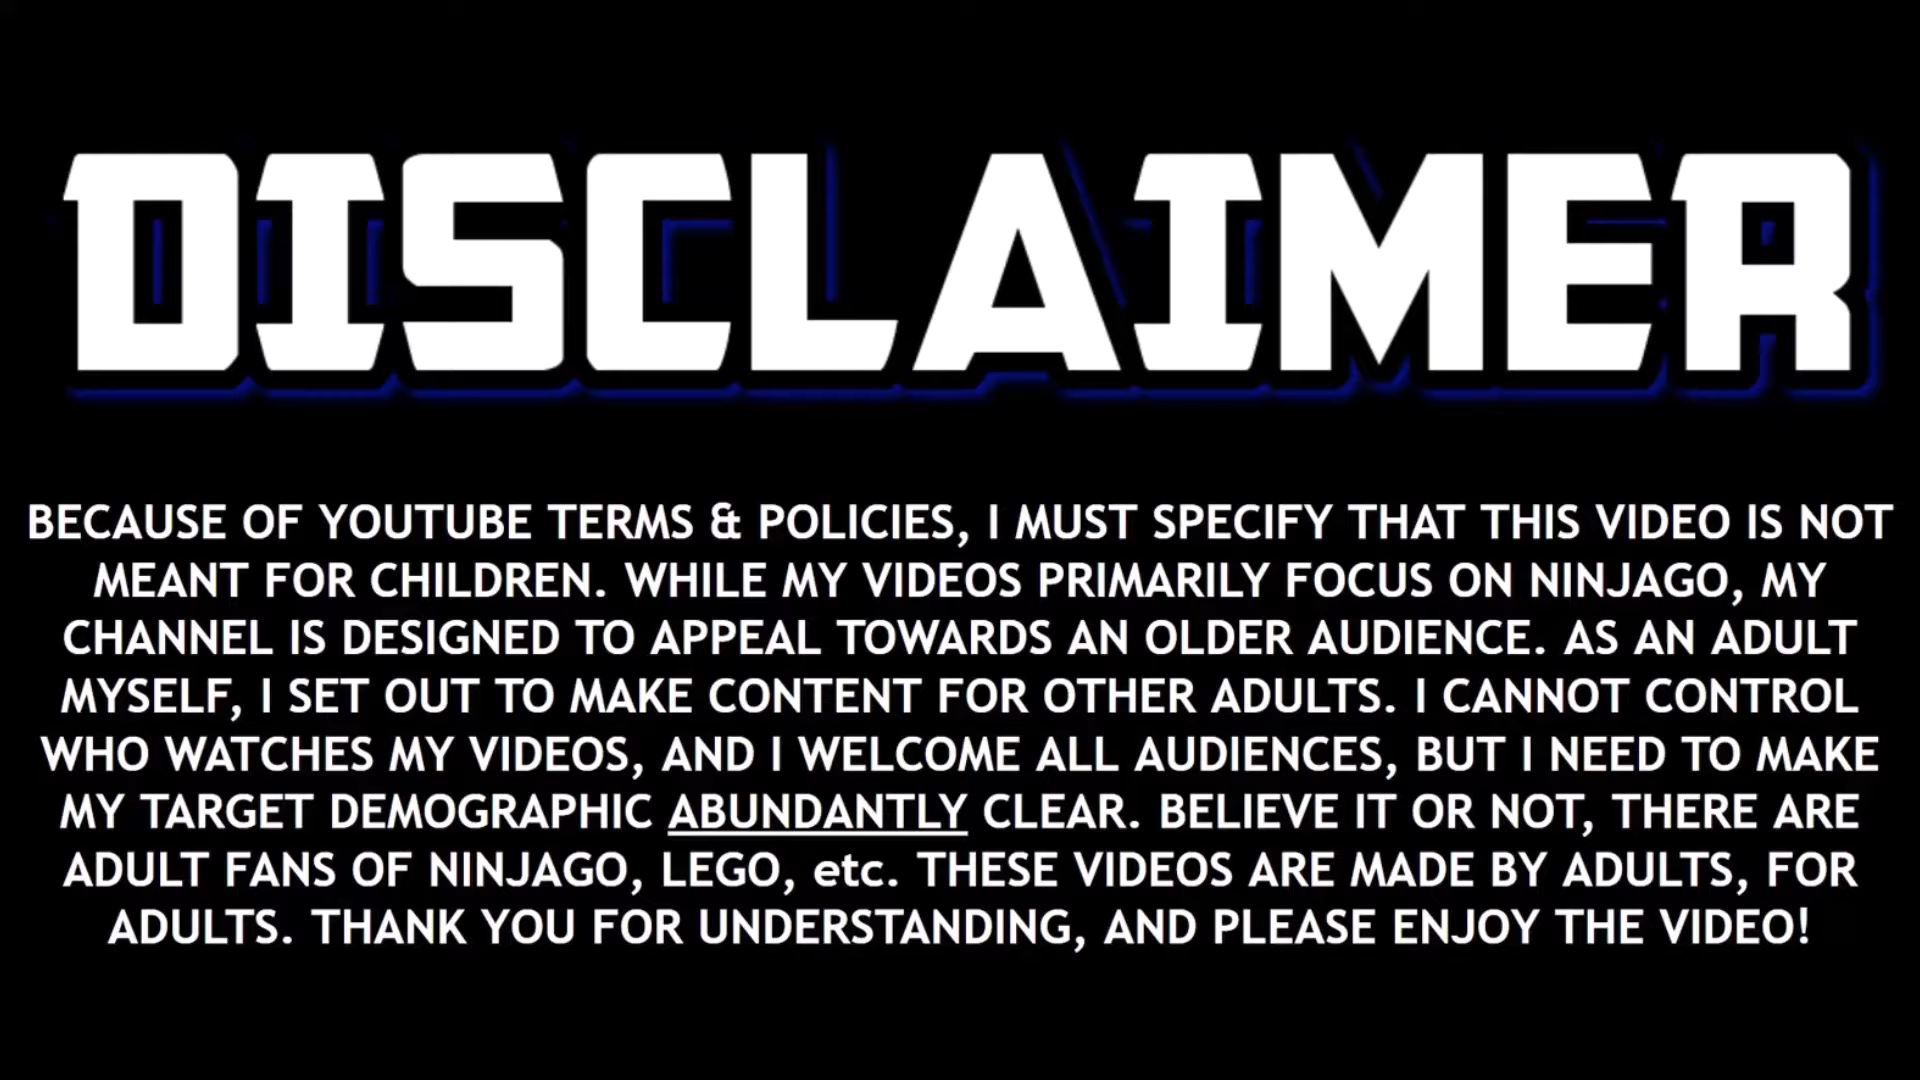 DISCLAIMER
BECAUSE OF YOUTUBE TERMS & POLICIES, I MUST SPECIFY THAT THIS VIDEO IS NOT
MEANT FOR CHILDREN. WHILE MY VIDEOS PRIMARILY FOCUS ON NINJAGO, MY
CHANNEL IS DESIGNED TO APPEAL TOWARDS AN OLDER AUDIENCE. AS AN ADULT
MYSELF, I SET OUT TO MAKE CONTENT FOR OTHER ADULTS. I CANNOT CONTROL
WHO WATCHES MY VIDEOS, AND I WELCOME ALL AUDIENCES, BUT I NEED TO MAKE
MY TARGET DEMOGRAPHIC ABUNDANTLY CLEAR. BELIEVE IT OR NOT, THERE ARE
ADULT FANS OF NINJAGO, LEGO, etc. THESE VIDEOS ARE MADE BY ADULTS, FOR
ADULTS. THANK YOU FOR UNDERSTANDING, AND PLEASE ENJOY THE VIDEO!